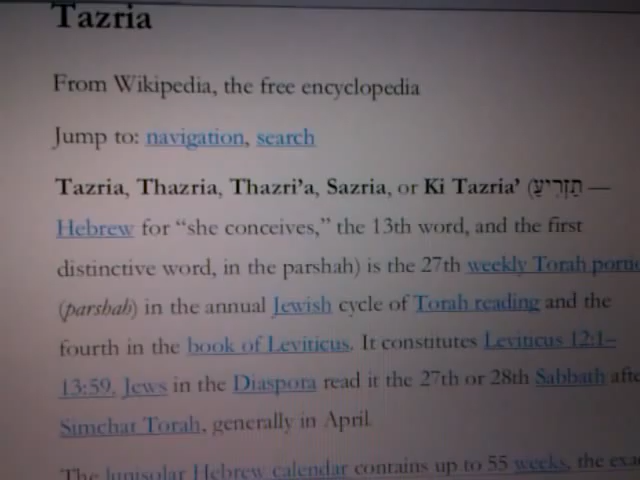 Tazria
From Wikipedia, the free encyclopedia
Jump to: navigation, search
Tazria, Thazria, Thazri’a, Sazria, or Ki Tazria’ (תַזְרִיעַ —
Hebrew for “she conceives,” the 13th word, and the first
distinctive word, in the parshah) is the 27th weekly Torah
(parshah) in the annual Jewish cycle of Torah reading and the
fourth in the book of Leviticus. It constitutes Leviticus 12:1–
13:59. Jews in the Diaspora read it the 27th or 28th Sabbath
Simchat Torah, generally in April.
The lunisolar Hebrew calendar contains up to 55 weeks, the